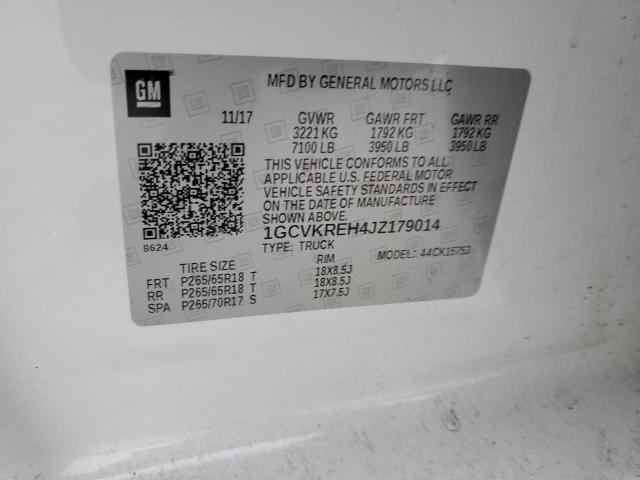 GM
MFD BY GENERAL MOTORS LLC
11/17 GVWR GAWR FRT GAWR RR
3221 KG 1792 KG 1792 KG
7100 LB 3950 LB 3950 LB
THIS VEHICLE CONFORMS TO ALL
APPLICABLE U.S. FEDERAL MOTOR
VEHICLE SAFETY STANDARDS IN EFFECT
ON THE DATE OF MANUFACTURE
SHOWN ABOVE.
1GCVKREH4JZ179014
8624
TYPE: TRUCK MODEL: 44CK15753
TIRE SIZE RIM
FRT P265/65R18 T 18X8.5J
RR P265/65R18 T 18X8.5J
SPA P265/70R17 S 17X7.5J